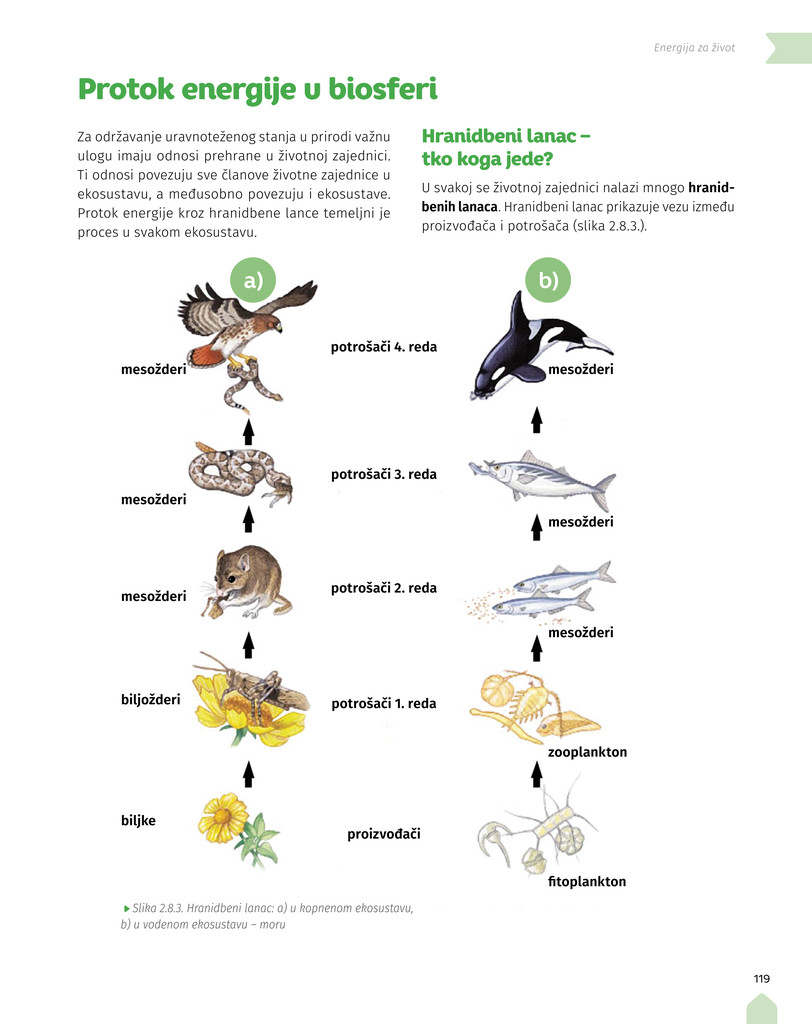 Energija za život
Protok energije u biosferi
Za održavanje uravnoteženog stanja u prirodi važnu
ulogu imaju odnosi prehrane u životnoj zajednici.
Ti odnosi povezuju sve članove životne zajednice u
ekosustavu, a međusobno povezuju i ekosustave.
Protok energije kroz hranidbene lance temeljni je
proces u svakom ekosustavu.
Hranidbeni lanac –
tko koga jede?
U svakoj se životnoj zajednici nalazi mnogo hranid-
benih lanaca. Hranidbeni lanac prikazuje vezu između
proizvođača i potrošača (slika 2.8.3.).
a)
b)
potrošači 4. reda
mesožderi
mesožderi
potrošači 3. reda
mesožderi
mesožderi
potrošači 2. reda
mesožderi
mesožderi
biljožderi
potrošači 1. reda
zooplankton
biljke
proizvođači
fitoplankton
Slika 2.8.3. Hranidbeni lanac: a) u kopnenom ekosustavu,
b) u vodenom ekosustavu – moru
119